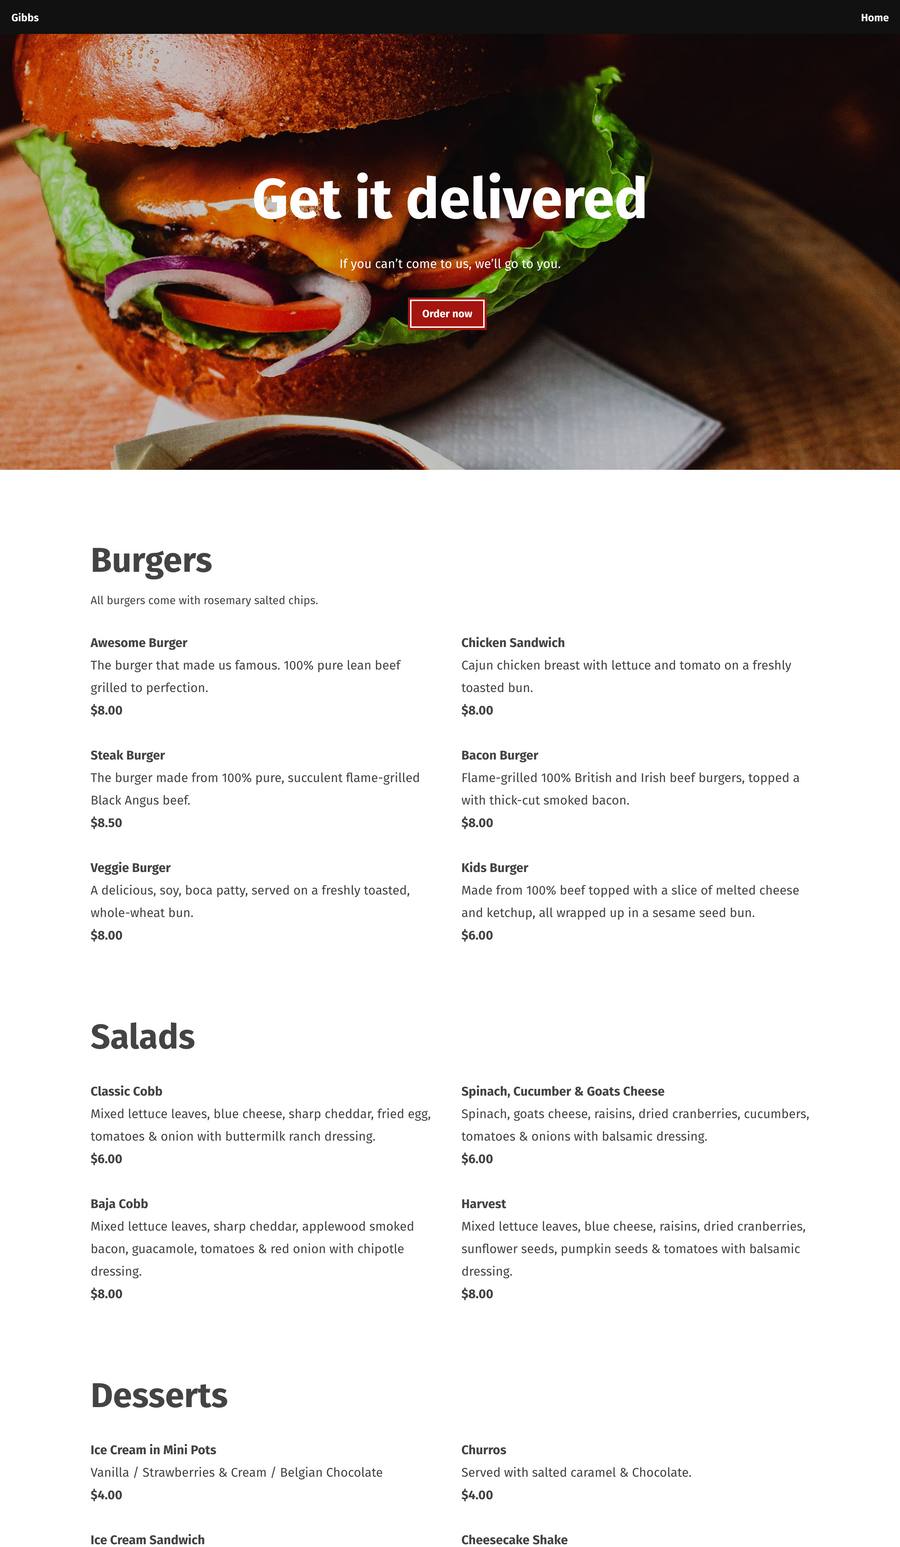 Gibbs
Home
Get it delivered
If you can’t come to us, we’ll go to you.
Order now
Burgers
All burgers come with rosemary salted chips.
Awesome Burger
The burger that made us famous. 100% pure lean beef
grilled to perfection.
$8.00
Chicken Sandwich
Cajun chicken breast with lettuce and tomato on a freshly
toasted bun.
$8.00
Steak Burger
The burger made from 100% pure, succulent flame-grilled
Black Angus beef.
$8.50
Bacon Burger
Flame-grilled 100% British and Irish beef burgers, topped a
with thick-cut smoked bacon.
$8.00
Veggie Burger
A delicious, soy, boca patty, served on a freshly toasted,
whole-wheat bun.
$8.00
Kids Burger
Made from 100% beef topped with a slice of melted cheese
and ketchup, all wrapped up in a sesame seed bun.
$6.00
Salads
Classic Cobb
Mixed lettuce leaves, blue cheese, sharp cheddar, fried egg,
tomatoes & onion with buttermilk ranch dressing.
$6.00
Spinach, Cucumber & Goats Cheese
Spinach, goats cheese, raisins, dried cranberries, cucumbers,
tomatoes & onions with balsamic dressing.
$6.00
Baja Cobb
Mixed lettuce leaves, sharp cheddar, applewood smoked
bacon, guacamole, tomatoes & red onion with chipotle
dressing.
$8.00
Harvest
Mixed lettuce leaves, blue cheese, raisins, dried cranberries,
sunflower seeds, pumpkin seeds & tomatoes with balsamic
dressing.
$8.00
Desserts
Ice Cream in Mini Pots
Vanilla / Strawberries & Cream / Belgian Chocolate
$4.00
Churros
Served with salted caramel & Chocolate.
$4.00
Ice Cream Sandwich
Cheesecake Shake